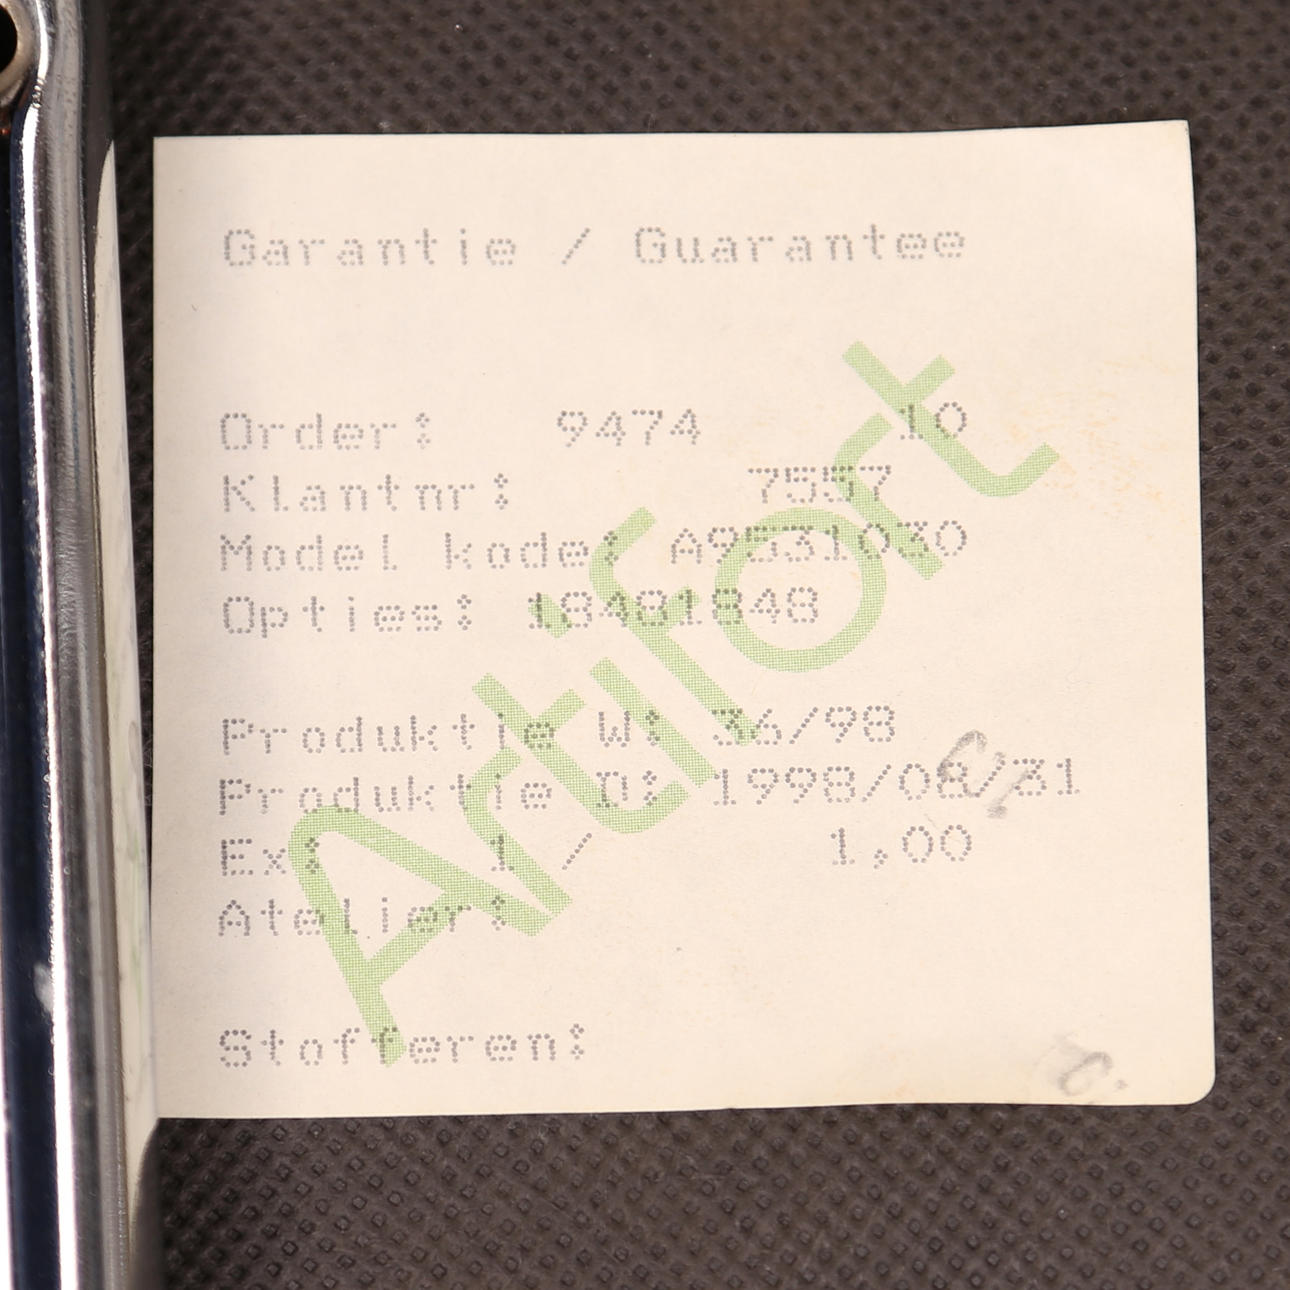 Garantie / Guarantee
Order: 9474 10
Klantnr: 7557
Model kode: A9531030
Opties: 18481848
Produktie W: 36/98
Produktie D: 1998/08/31
Ex: 1 / 1,00
Atelier:
Stofferen:
Artifort